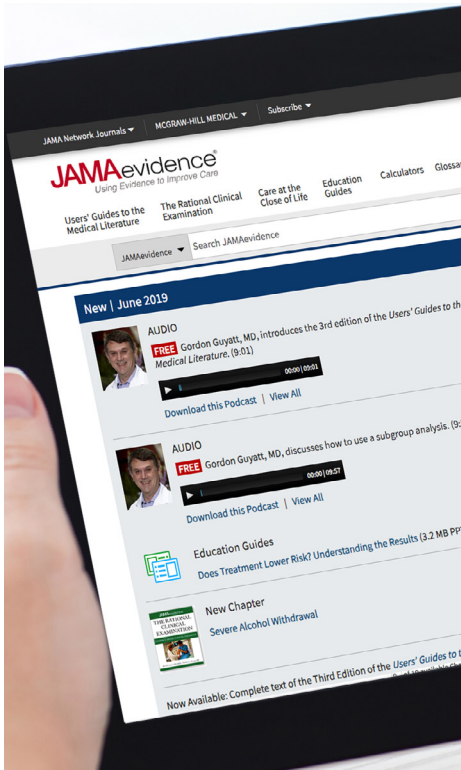 JAMA Network Journals
MCGRAW-HILL MEDICAL
Subscribe
JAMAevidence®
Using Evidence to Improve Care
Users' Guides to the
Medical Literature
The Rational Clinical
Examination
Care at the
Close of Life
Education
Guides
Calculators
Glossa
JAMAevidence
Search JAMAevidence
New | June 2019
AUDIO
FREE Gordon Guyatt, MD, introduces the 3rd edition of the Users' Guides to th
Medical Literature. (9:01)
00:00 | 09:01
Download this Podcast | View All
AUDIO
FREE Gordon Guyatt, MD, discusses how to use a subgroup analysis. (9:
00:00 | 09:57
Download this Podcast | View All
Education Guides
Does Treatment Lower Risk? Understanding the Results (3.2 MB PP
THE RATIONAL
CLINICAL
EXAMINATION
New Chapter
Severe Alcohol Withdrawal
Now Available: Complete text of the Third Edition of the Users' Guides to t